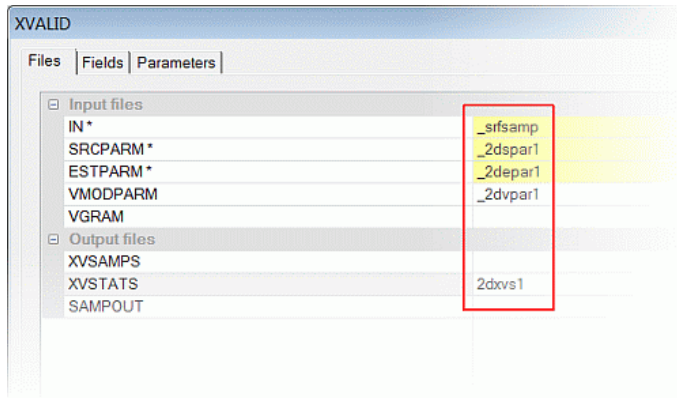 XVALID
Files Fields Parameters
Input files
IN * _srfsamp
SRCPARM * _2dspar1
ESTPARM * _2depar1
VMODPARM _2dvpar1
VGRAM
Output files
XVSAMPS
XVSTATS 2dxvs1
SAMPOUT